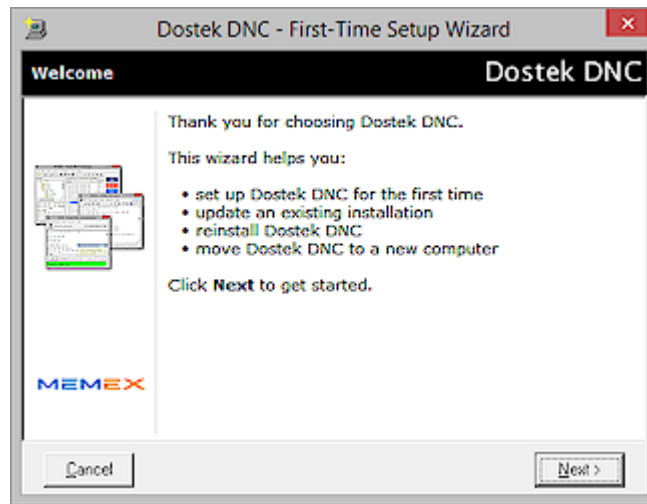 Dostek DNC - First-Time Setup Wizard
Welcome
Dostek DNC
Thank you for choosing Dostek DNC.
This wizard helps you:
• set up Dostek DNC for the first time
• update an existing installation
• reinstall Dostek DNC
• move Dostek DNC to a new computer
Click Next to get started.
MEMEX
Cancel
Next >